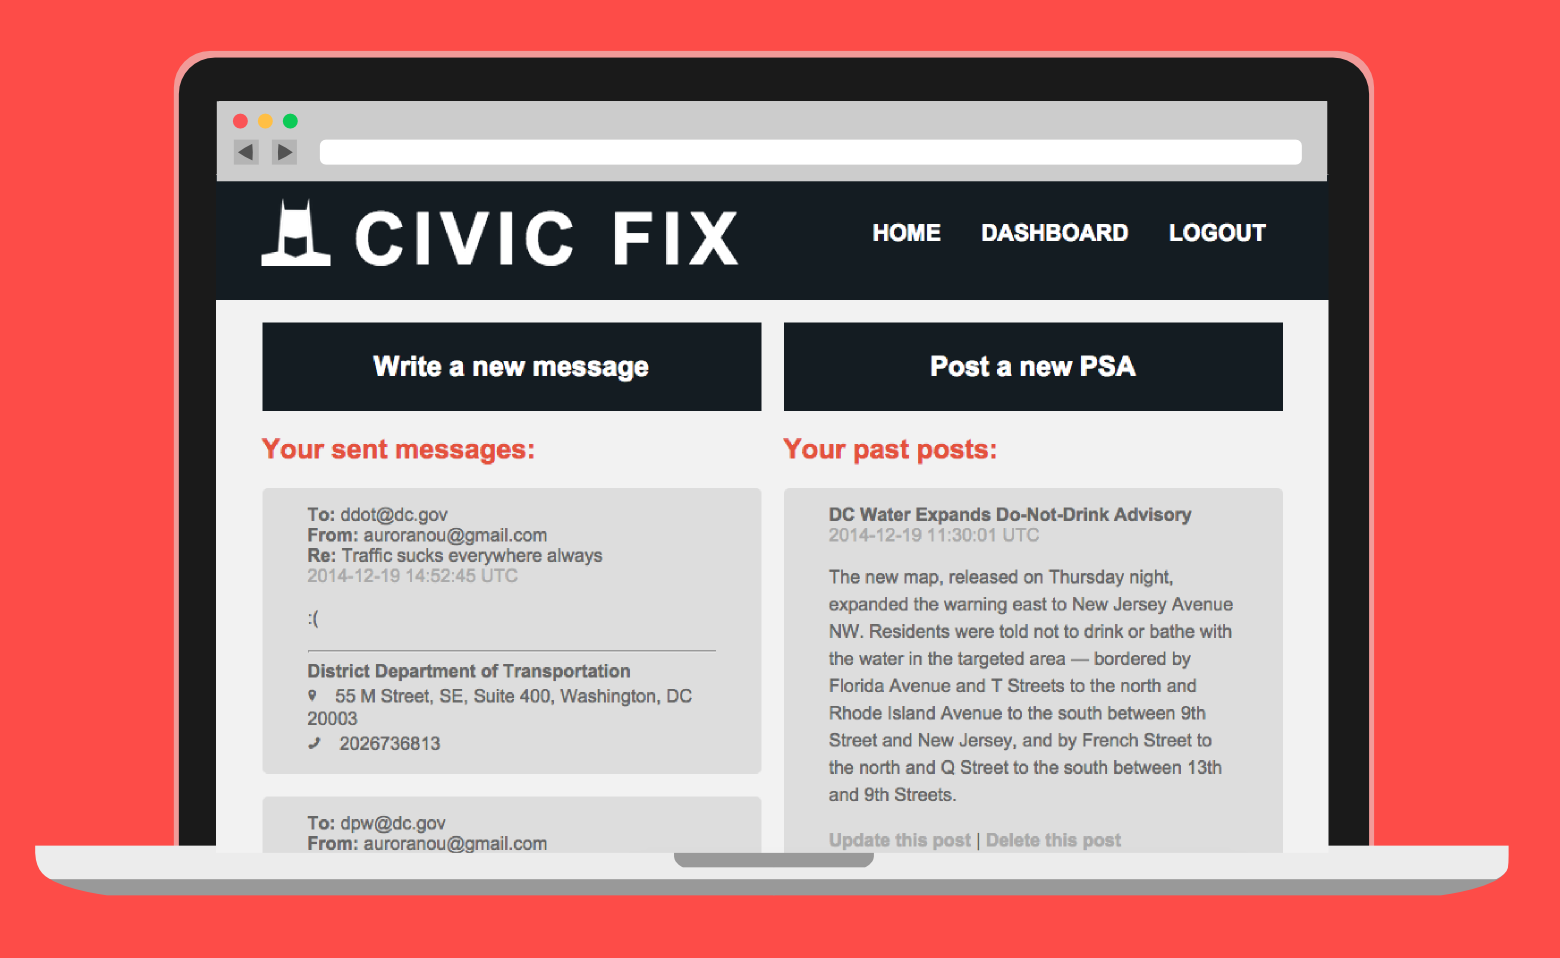 CIVIC FIX
HOME DASHBOARD LOGOUT
Write a new message
Your sent messages:
To: ddot@dc.gov
From: auroranou@gmail.com
Re: Traffic sucks everywhere always
2014-12-19 14:52:45 UTC
:(
District Department of Transportation
55 M Street, SE, Suite 400, Washington, DC
20003
2026736813
To: dpw@dc.gov
From: auroranou@gmail.com
Post a new PSA
Your past posts:
DC Water Expands Do-Not-Drink Advisory
2014-12-19 11:30:01 UTC
The new map, released on Thursday night,
expanded the warning east to New Jersey Avenue
NW. Residents were told not to drink or bathe with
the water in the targeted area — bordered by
Florida Avenue and T Streets to the north and
Rhode Island Avenue to the south between 9th
Street and New Jersey, and by French Street to
the north and Q Street to the south between 13th
and 9th Streets.
Update this post | Delete this post